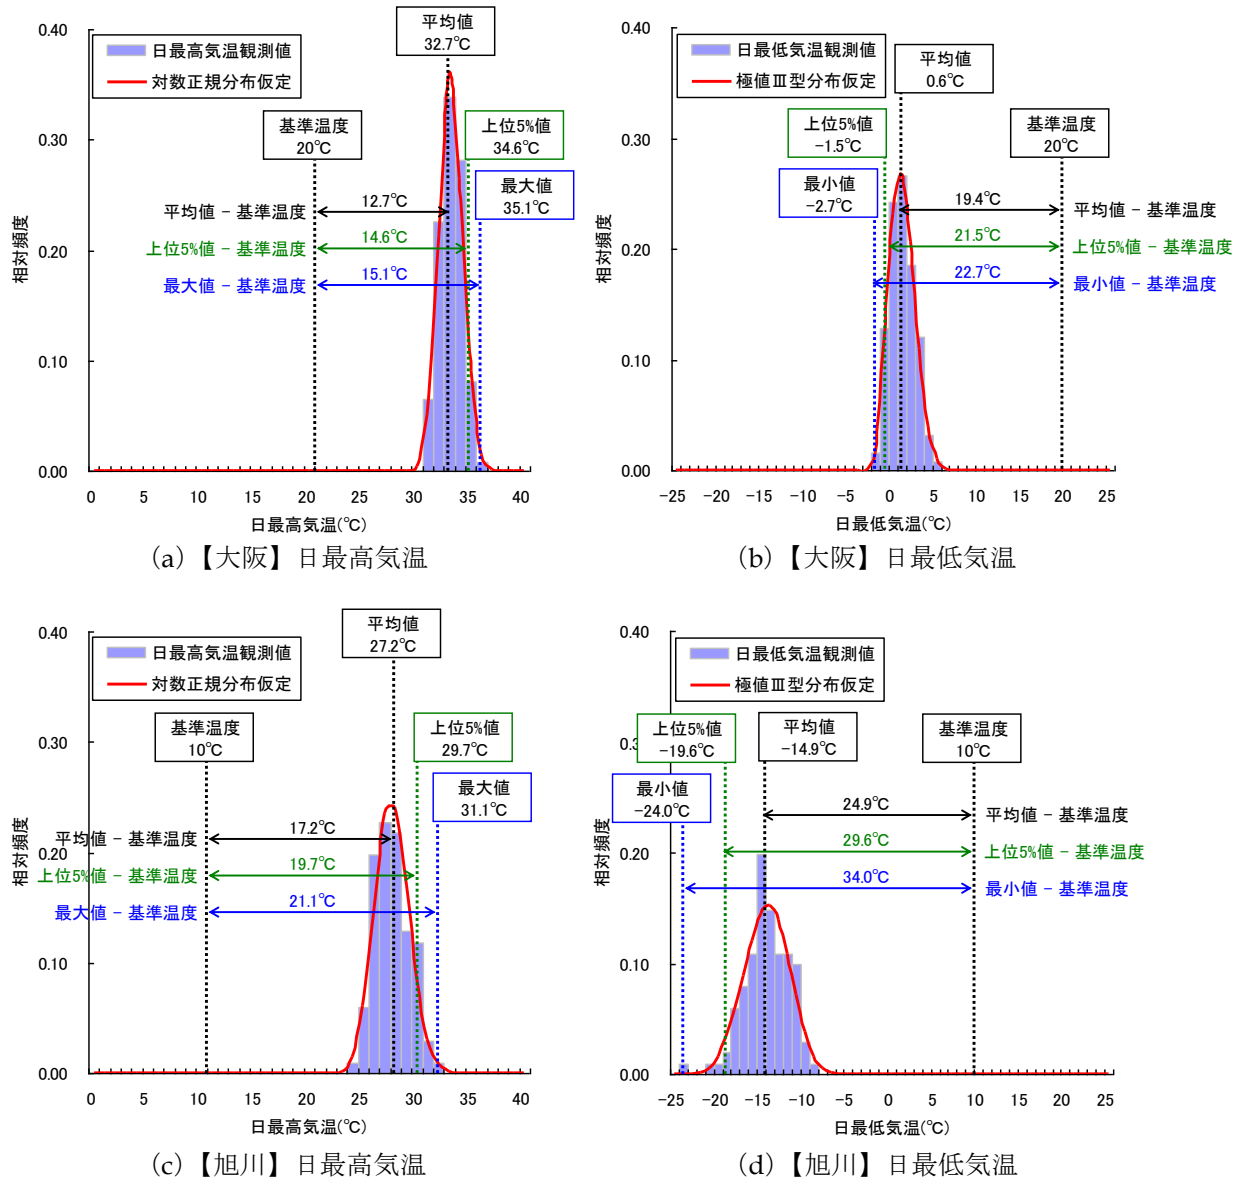 平均値
32.7℃
0.40
日最高気温観測値
対数正規分布仮定
0.30
基準温度
20℃
上位5%値
34.6℃
最大値
35.1℃
12.7℃
平均値 − 基準温度
14.6℃
上位5%値 − 基準温度
15.1℃
最大値 − 基準温度
0.20
0.10
0.00
相対頻度
0 5 10 15 20 25 30 35 40
日最高気温(℃)
(a) 【大阪】日最高気温
0.40
日最低気温観測値
極値Ⅲ型分布仮定
平均値
0.6℃
0.30
上位5%値
−1.5℃
基準温度
20℃
最小値
−2.7℃
19.4℃
平均値 − 基準温度
21.5℃
上位5%値 − 基準温度
22.7℃
最小値 − 基準温度
0.20
0.10
0.00
相対頻度
−25 −20 −15 −10 −5 0 5 10 15 20 25
日最低気温(℃)
(b) 【大阪】日最低気温
平均値
27.2℃
0.40
日最高気温観測値
対数正規分布仮定
0.30
基準温度
10℃
上位5%値
29.7℃
最大値
31.1℃
17.2℃
平均値 − 基準温度
19.7℃
上位5%値 − 基準温度
21.1℃
最大値 − 基準温度
0.20
0.10
0.00
相対頻度
0 5 10 15 20 25 30 35 40
日最高気温(℃)
(c) 【旭川】日最高気温
0.40
日最低気温観測値
極値Ⅲ型分布仮定
上位5%値
−19.6℃
平均値
−14.9℃
基準温度
10℃
最小値
−24.0℃
24.9℃
平均値 − 基準温度
29.6℃
上位5%値 − 基準温度
34.0℃
最小値 − 基準温度
0.20
0.10
0.00
相対頻度
−25 −20 −15 −10 −5 0 5 10 15 20 25
日最低気温(℃)
(d) 【旭川】日最低気温